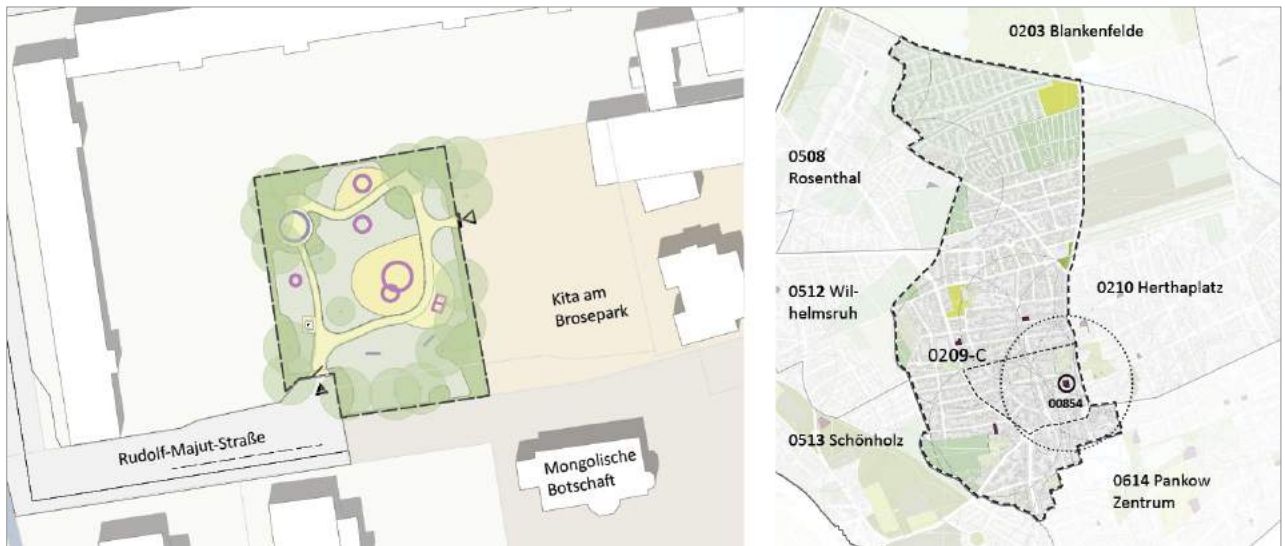 Kita am
Brosepark
Rudolf-Majut-Straße
Mongolische
Botschaft
0203 Blankenfelde
0508
Rosenthal
0512 Wil-
helmsruh
0210 Herthaplatz
0209-C
00854
0513 Schönholz
0614 Pankow
Zentrum